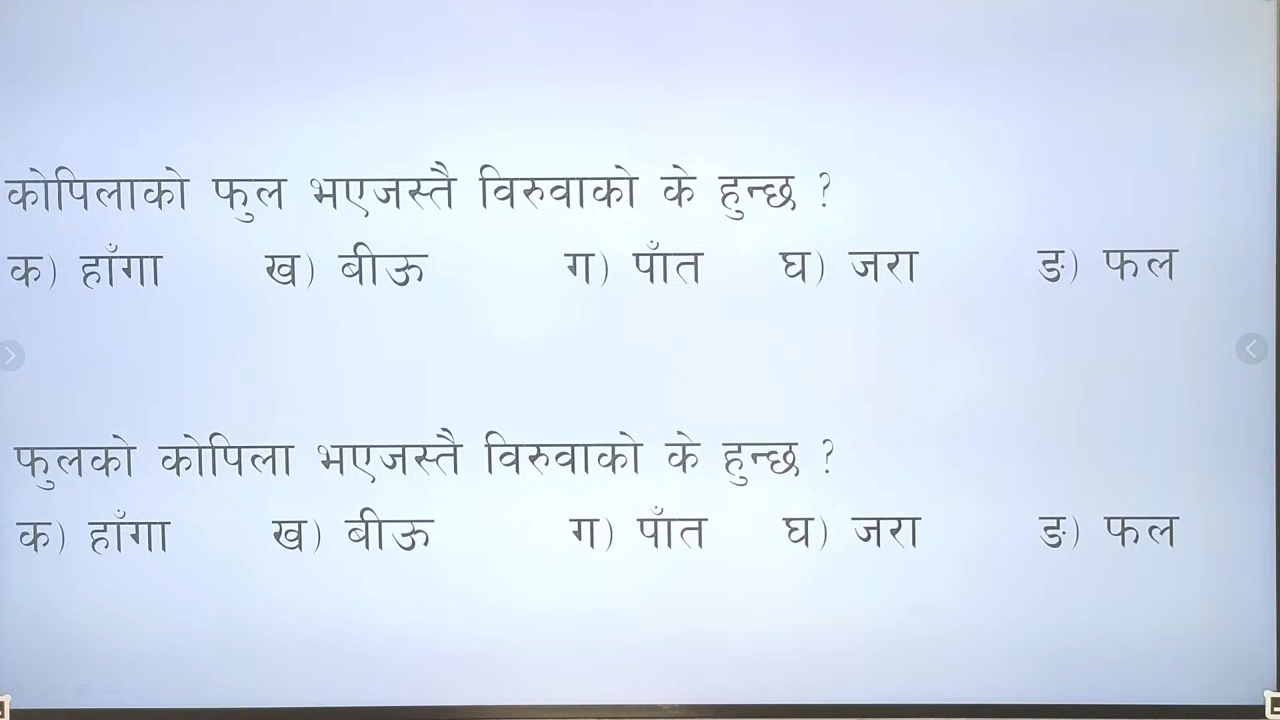 कोपिलाको फुल भएजस्तै विरुवाको के हुन्छ ?
क) हाँगा ख) बीऊ ग) पाँत घ) जरा ङ) फल
फुलको कोपिला भएजस्तै विरुवाको के हुन्छ ?
क) हाँगा ख) बीऊ ग) पाँत घ) जरा ङ) फल